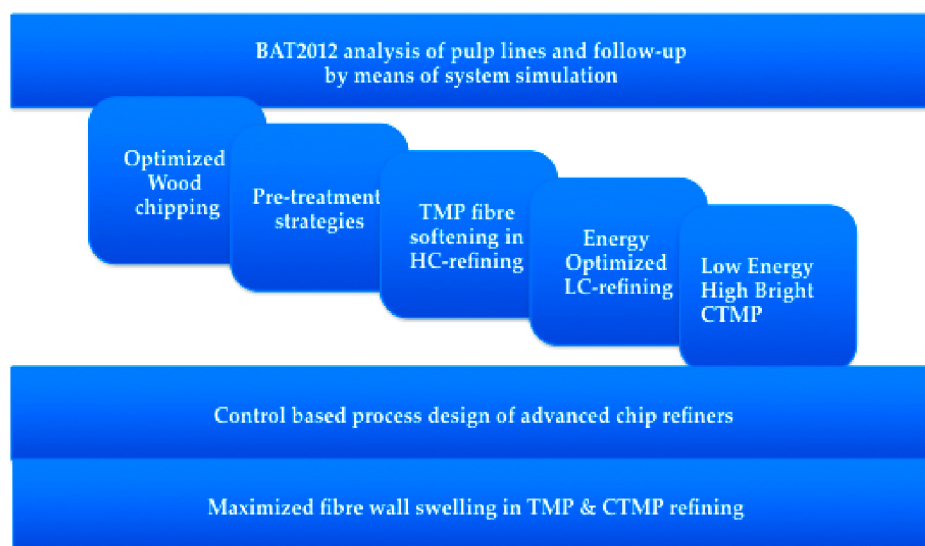 BAT2012 analysis of pulp lines and follow-up
by means of system simulation
Optimized
Wood
chipping
Pre-treatment
strategies
TMP fibre
softening in
HC-refining
Energy
Optimized
LC-refining
Low Energy
High Bright
CTMP
Control based process design of advanced chip refiners
Maximized fibre wall swelling in TMP & CTMP refining